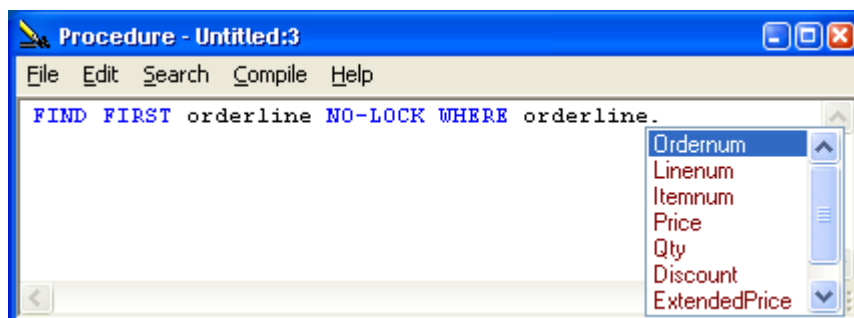 Procedure - Untitled:3
File Edit Search Compile Help
FIND FIRST orderline NO-LOCK WHERE orderline.
Ordernum
Linenum
Itemnum
Price
Qty
Discount
ExtendedPrice